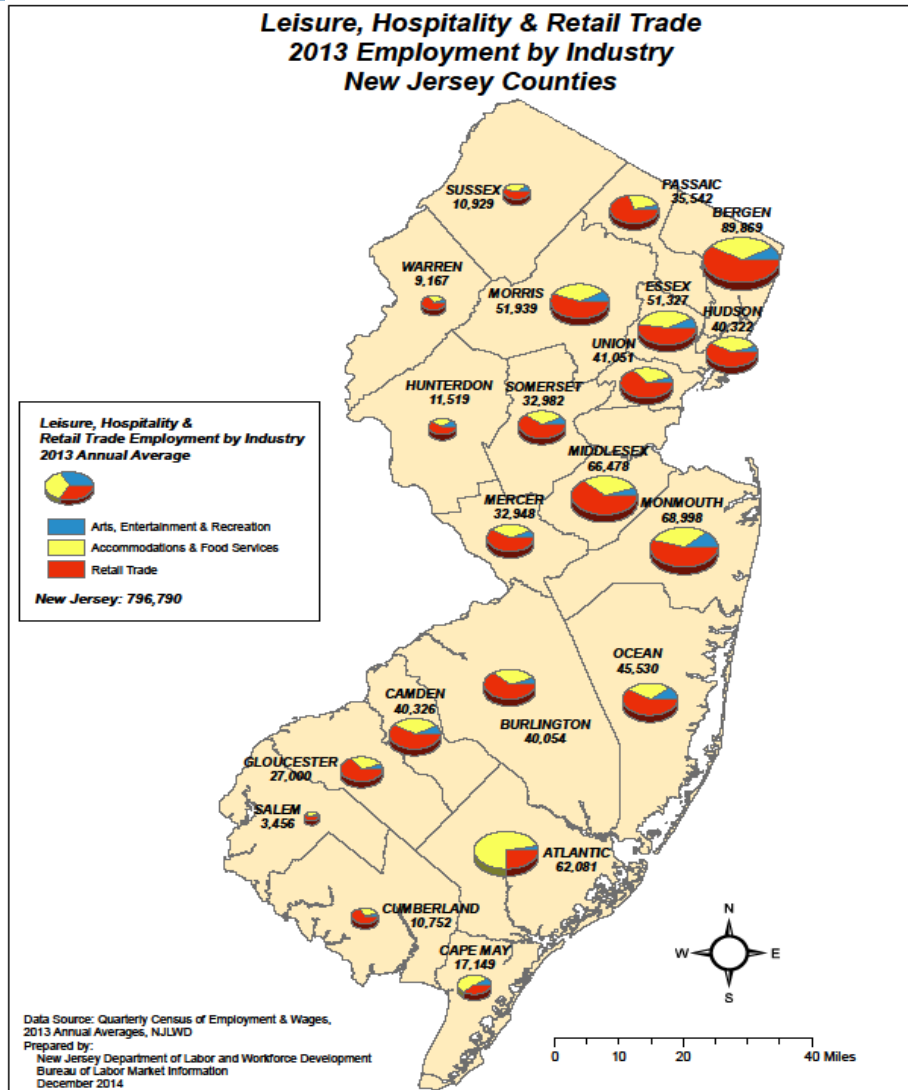 Leisure, Hospitality & Retail Trade
2013 Employment by Industry
New Jersey Counties
SUSSEX
10,929
PASSAIC
35,542
BERGEN
89,869
WARREN
9,167
MORRIS
51,939
ESSEX
51,327
HUDSON
40,322
UNION
41,051
HUNTERDON
11,519
SOMERSET
32,982
Leisure, Hospitality &
Retail Trade Employment by Industry
2013 Annual Average
Arts, Entertainment & Recreation
Accommodations & Food Services
Retail Trade
New Jersey: 796,790
MIDDLESEX
66,478
MERCER
32,948
MONMOUTH
68,998
OCEAN
45,530
CAMDEN
40,326
BURLINGTON
40,054
GLOUCESTER
27,000
SALEM
3,456
ATLANTIC
62,081
CUMBERLAND
10,752
CAPE MAY
17,149
N
W
E
S
Data Source: Quarterly Census of Employment & Wages,
2013 Annual Averages, NJLWD
Prepared by:
New Jersey Department of Labor and Workforce Development
Bureau of Labor Market Information
December 2014
0 10 20 40 Miles